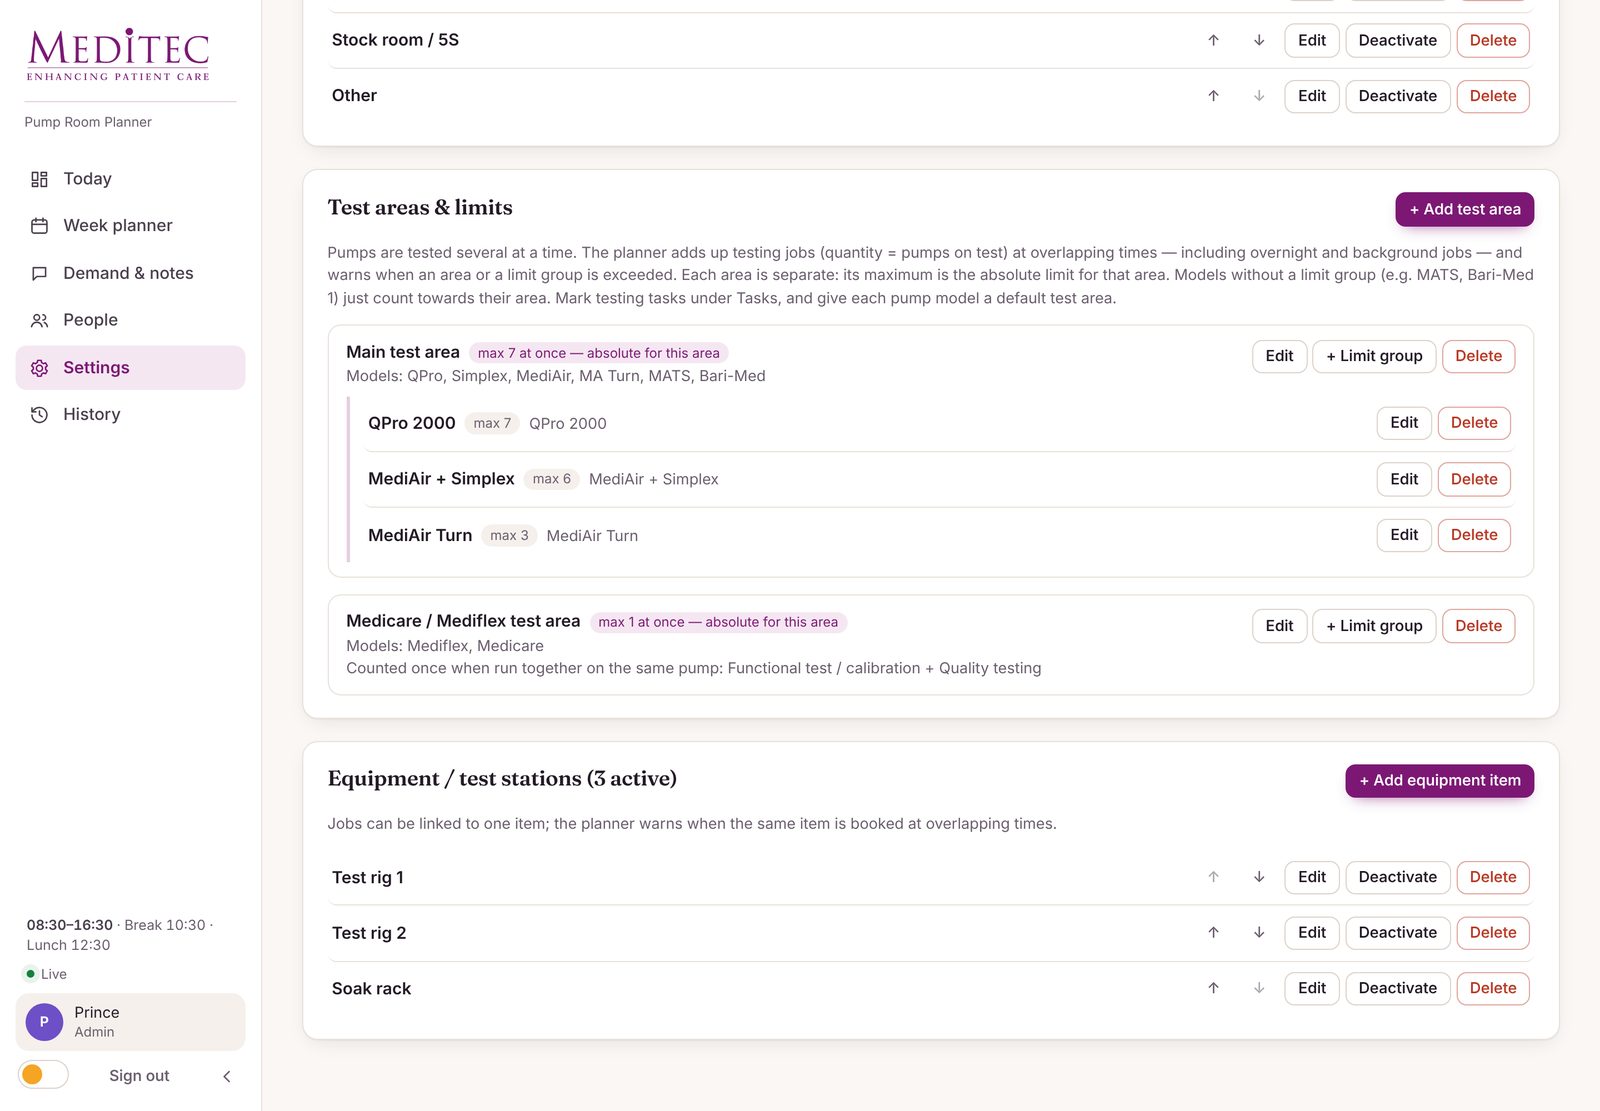 MEDITEC
ENHANCING PATIENT CARE
Pump Room Planner
Today
Week planner
Demand & notes
People
Settings
History
08:30–16:30 · Break 10:30 ·
Lunch 12:30
Live
P
Prince
Admin
Sign out
Stock room / 5S
Edit Deactivate Delete
Other
Edit Deactivate Delete
Test areas & limits
+ Add test area
Pumps are tested several at a time. The planner adds up testing jobs (quantity = pumps on test) at overlapping times — including overnight and background jobs — and
warns when an area or a limit group is exceeded. Each area is separate: its maximum is the absolute limit for that area. Models without a limit group (e.g. MATS, Bari-Med
1) just count towards their area. Mark testing tasks under Tasks, and give each pump model a default test area.
Main test area max 7 at once — absolute for this area
Edit + Limit group Delete
Models: QPro, Simplex, MediAir, MA Turn, MATS, Bari-Med
QPro 2000 max 7 QPro 2000
Edit Delete
MediAir + Simplex max 6 MediAir + Simplex
Edit Delete
MediAir Turn max 3 MediAir Turn
Edit Delete
Medicare / Mediflex test area max 1 at once — absolute for this area
Edit + Limit group Delete
Models: Mediflex, Medicare
Counted once when run together on the same pump: Functional test / calibration + Quality testing
Equipment / test stations (3 active)
+ Add equipment item
Jobs can be linked to one item; the planner warns when the same item is booked at overlapping times.
Test rig 1
Edit Deactivate Delete
Test rig 2
Edit Deactivate Delete
Soak rack
Edit Deactivate Delete